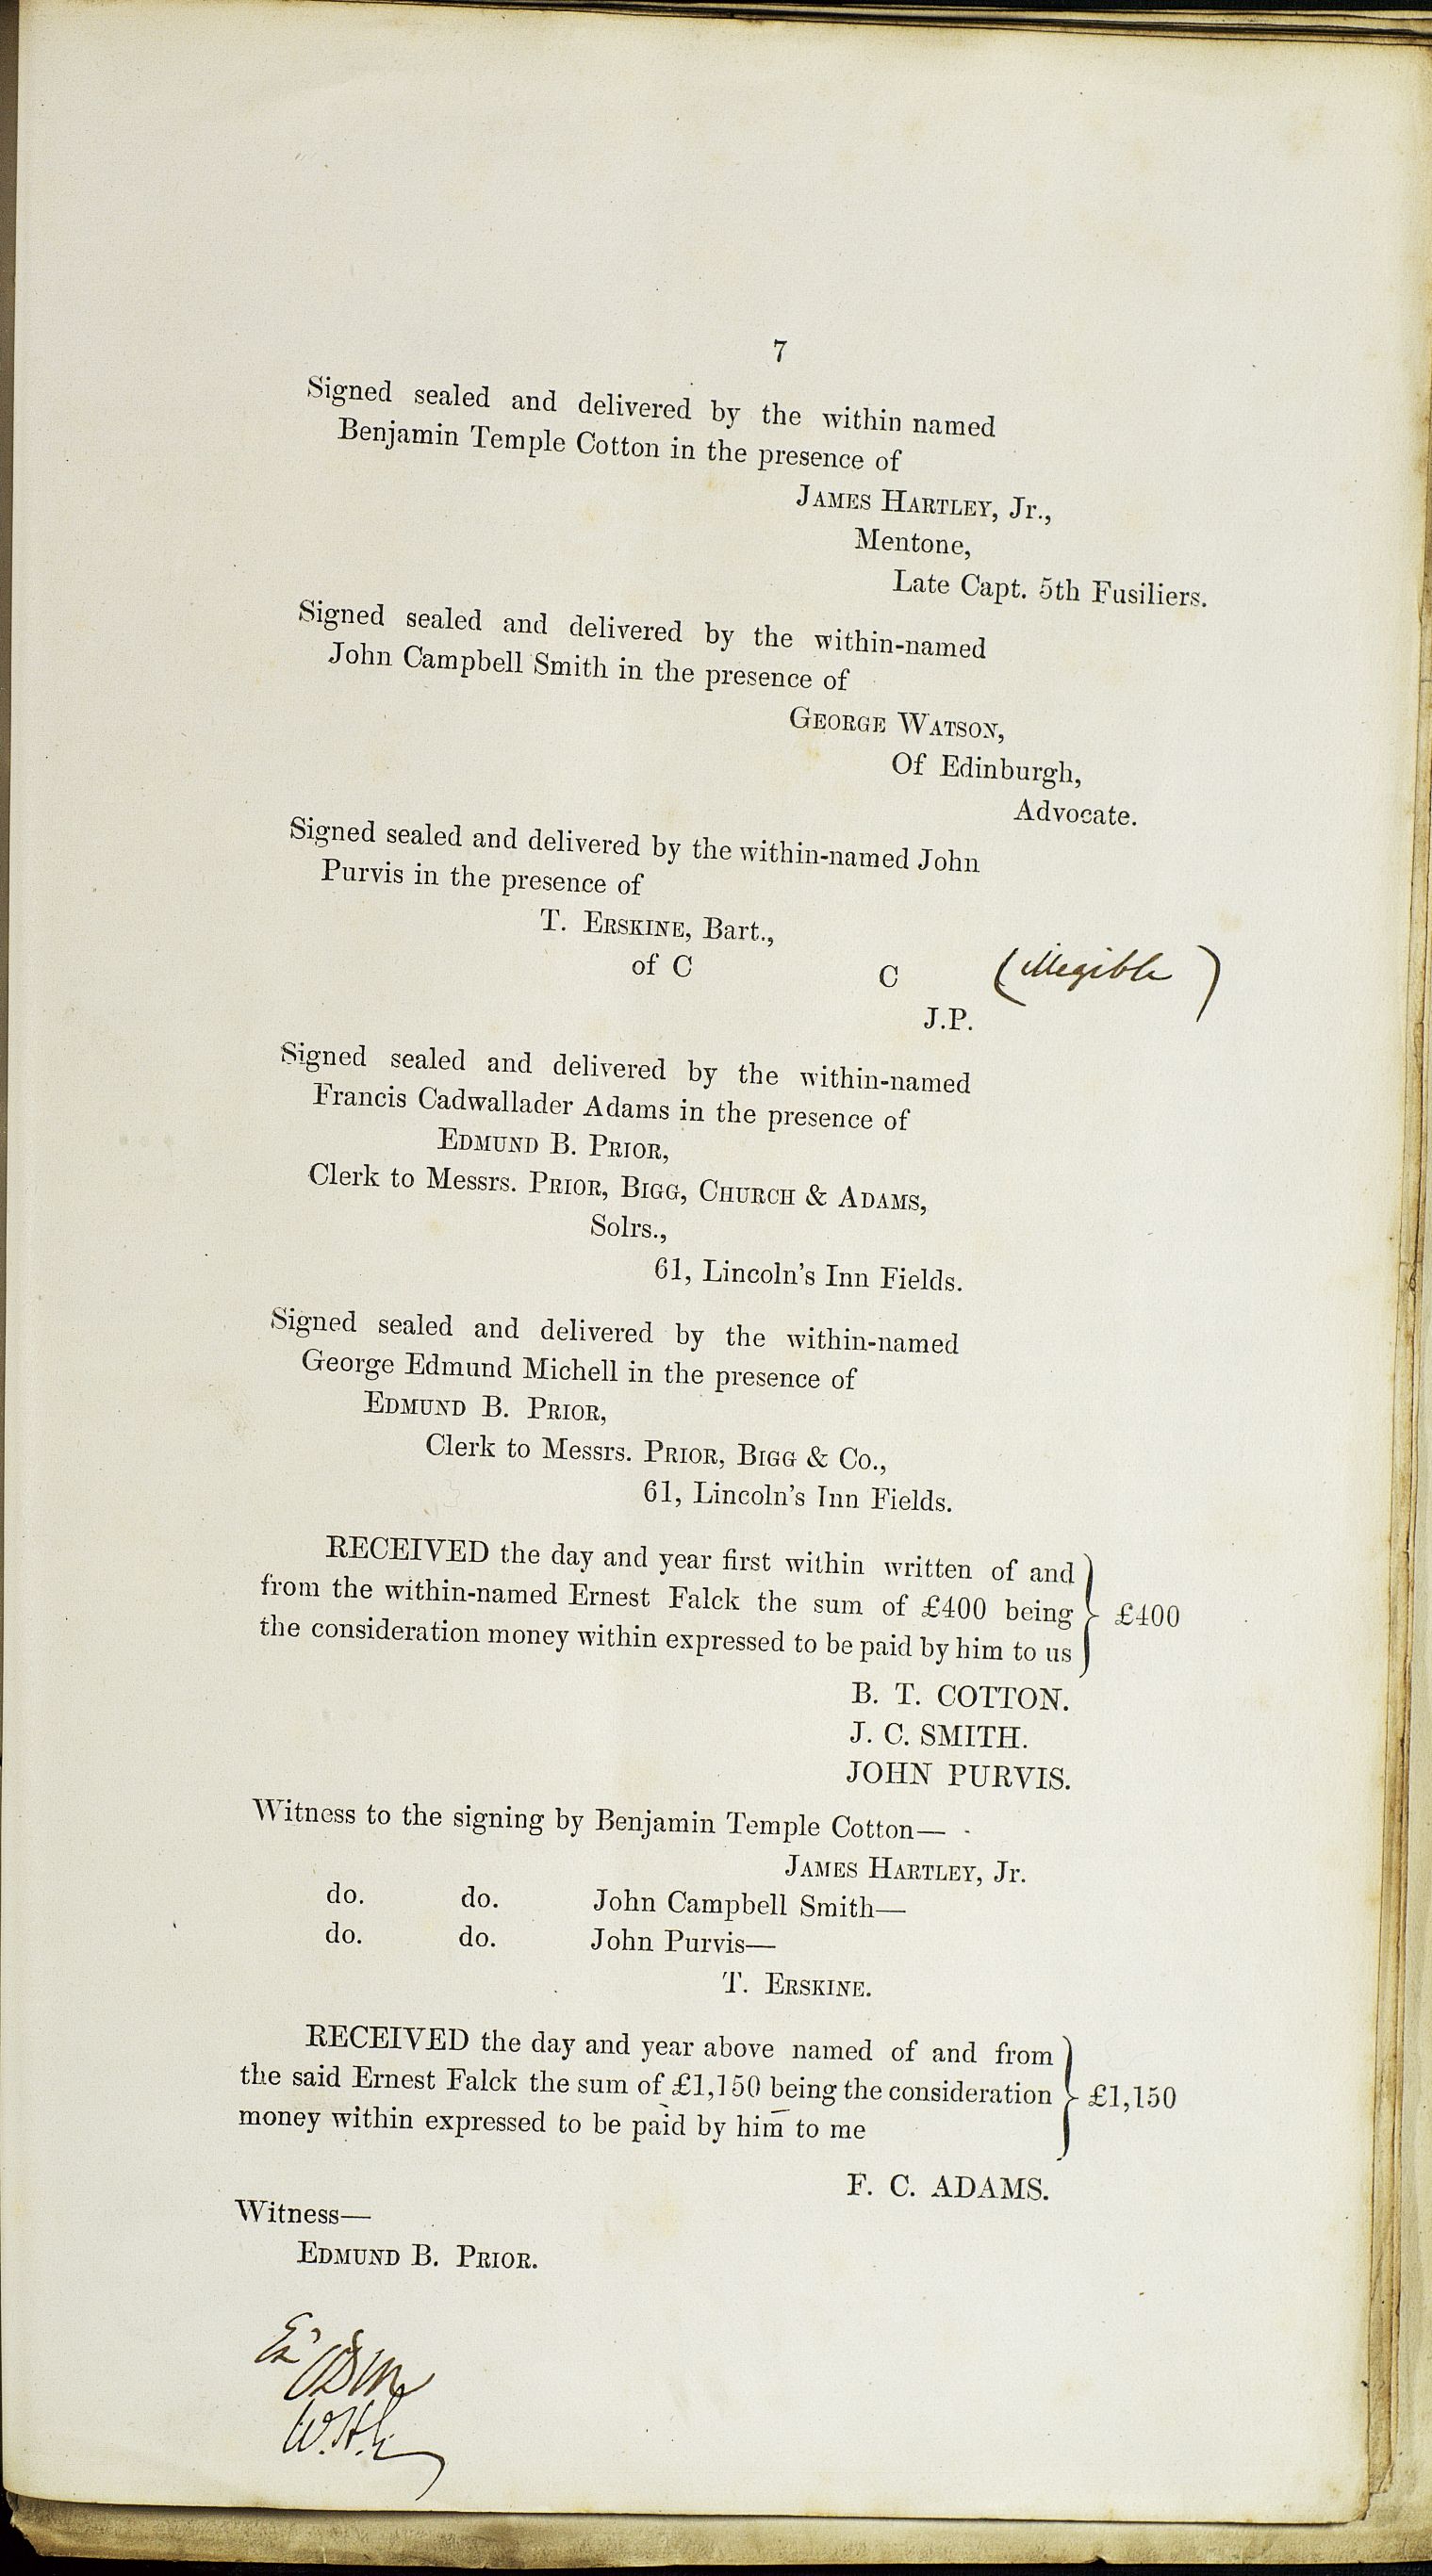 7
Signed sealed and delivered by the within named
Benjamin Temple Cotton in the presence of
JAMES HARTLEY, Jr.,
Mentone,
Late Capt. 5th Fusiliers.
Signed sealed and delivered by the within-named
John Campbell Smith in the presence of
GEORGE WATSON,
Of Edinburgh,
Advocate.
Signed sealed and delivered by the within-named John
Purvis in the presence of
T. ERSKINE, Bart.,
of C C (illegible)
J.P.
Signed sealed and delivered by the within-named
Francis Cadwallader Adams in the presence of
EDMUND B. PRIOR,
Clerk to Messrs. PRIOR, BIGG, CHURCH & ADAMS,
Solrs.,
61, Lincoln's Inn Fields.
Signed sealed and delivered by the within-named
George Edmund Michell in the presence of
EDMUND B. PRIOR,
Clerk to Messrs. PRIOR, BIGG & Co.,
61, Lincoln's Inn Fields.
RECEIVED the day and year first within written of and
from the within-named Ernest Falck the sum of £400 being } £400
the consideration money within expressed to be paid by him to us
B. T. COTTON.
J. C. SMITH.
JOHN PURVIS.
Witness to the signing by Benjamin Temple Cotton—
JAMES HARTLEY, Jr.
do. do. John Campbell Smith—
do. do. John Purvis—
T. ERSKINE.
RECEIVED the day and year above named of and from
the said Ernest Falck the sum of £1,150 being the consideration } £1,150
money within expressed to be paid by him to me
F. C. ADAMS.
Witness—
EDMUND B. PRIOR.